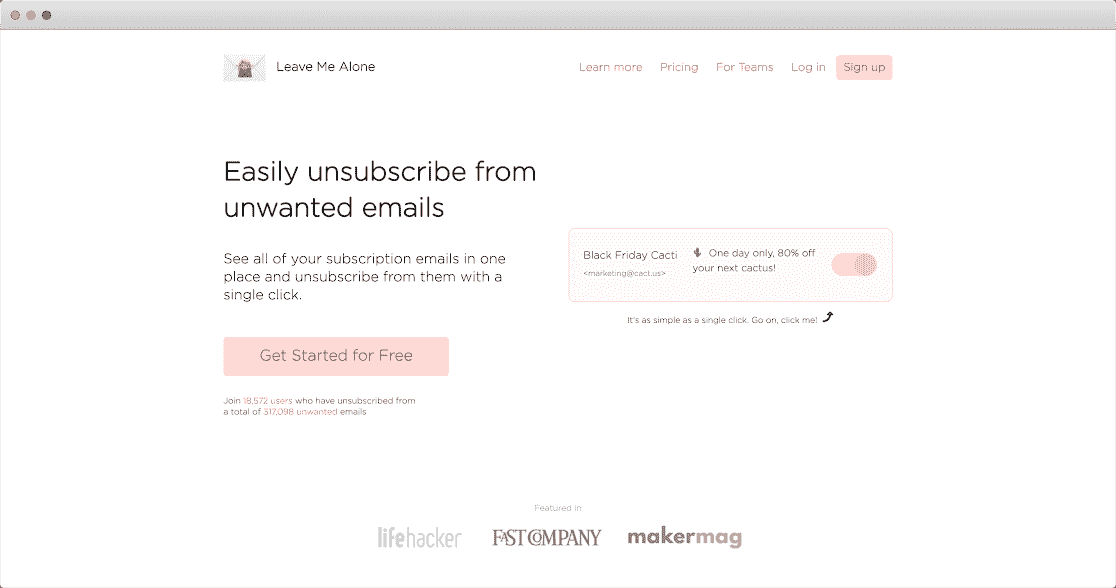 Leave Me Alone
Learn more Pricing For Teams Log in Sign up
Easily unsubscribe from
unwanted emails
See all of your subscription emails in one
place and unsubscribe from them with a
single click.
Get Started for Free
Join 18,572 users who have unsubscribed from
a total of 317,098 unwanted emails
Black Friday Cacti
<marketing@cact.us>
One day only, 80% off
your next cactus!
It's as simple as a single click. Go on, click me!
Featured in
lifehacker FAST COMPANY makermag